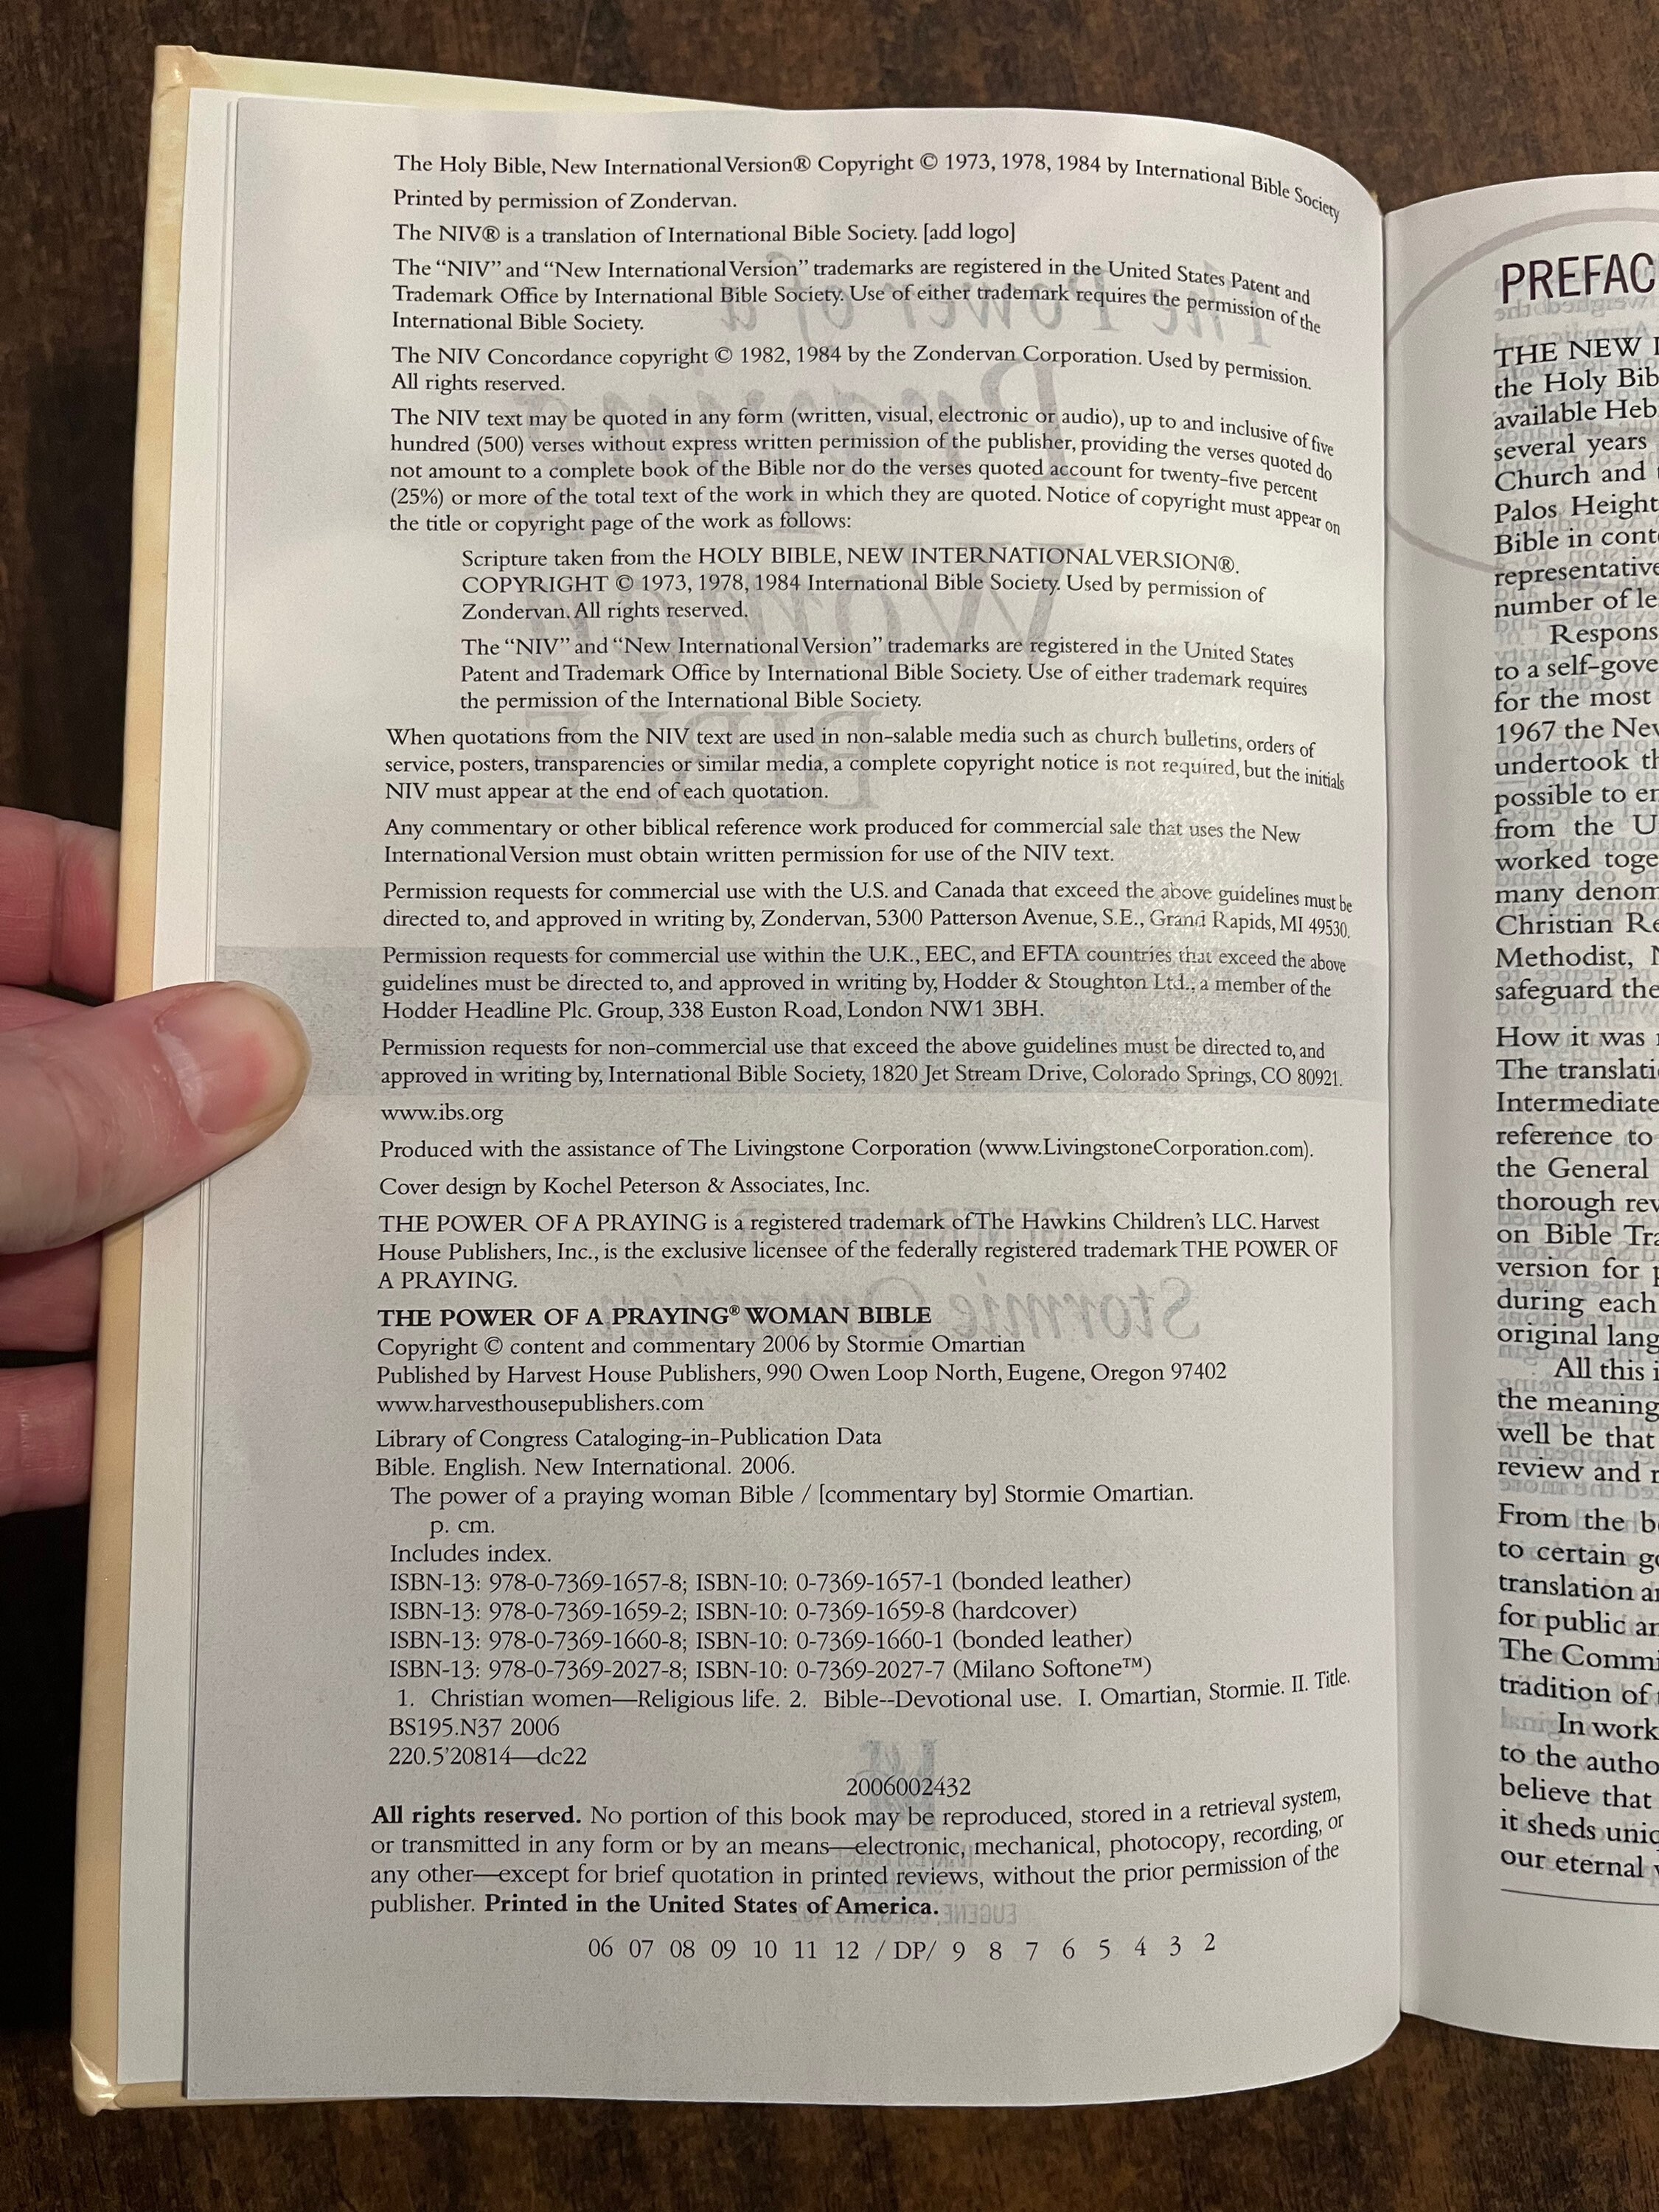 The Holy Bible, New International Version® Copyright © 1973, 1978, 1984 by International Bible Society
Printed by permission of Zondervan.
The NIV® is a translation of International Bible Society. [add logo]
The “NIV” and “New International Version” trademarks are registered in the United States Patent and
Trademark Office by International Bible Society. Use of either trademark requires the permission of the
International Bible Society.
The NIV Concordance copyright © 1982, 1984 by the Zondervan Corporation. Used by permission.
All rights reserved.
The NIV text may be quoted in any form (written, visual, electronic or audio), up to and inclusive of five
hundred (500) verses without express written permission of the publisher, providing the verses quoted do
not amount to a complete book of the Bible nor do the verses quoted account for twenty-five percent
(25%) or more of the total text of the work in which they are quoted. Notice of copyright must appear on
the title or copyright page of the work as follows:
Scripture taken from the HOLY BIBLE, NEW INTERNATIONAL VERSION®.
COPYRIGHT © 1973, 1978, 1984 International Bible Society. Used by permission of
Zondervan. All rights reserved.
The “NIV” and “New International Version” trademarks are registered in the United States
Patent and Trademark Office by International Bible Society. Use of either trademark requires
the permission of the International Bible Society.
When quotations from the NIV text are used in non-salable media such as church bulletins, orders of
service, posters, transparencies or similar media, a complete copyright notice is not required, but the initials
NIV must appear at the end of each quotation.
Any commentary or other biblical reference work produced for commercial sale that uses the New
International Version must obtain written permission for use of the NIV text.
Permission requests for commercial use with the U.S. and Canada that exceed the above guidelines must be
directed to, and approved in writing by, Zondervan, 5300 Patterson Avenue, S.E., Grand Rapids, MI 49530.
Permission requests for commercial use within the U.K., EEC, and EFTA countries that exceed the above
guidelines must be directed to, and approved in writing by, Hodder & Stoughton Ltd., a member of the
Hodder Headline Plc. Group, 338 Euston Road, London NW1 3BH.
Permission requests for non-commercial use that exceed the above guidelines must be directed to, and
approved in writing by, International Bible Society, 1820 Jet Stream Drive, Colorado Springs, CO 80921.
www.ibs.org
Produced with the assistance of The Livingstone Corporation (www.LivingstoneCorporation.com).
Cover design by Kochel Peterson & Associates, Inc.
THE POWER OF A PRAYING is a registered trademark of The Hawkins Children’s LLC. Harvest
House Publishers, Inc., is the exclusive licensee of the federally registered trademark THE POWER OF
A PRAYING.
THE POWER OF A PRAYING® WOMAN BIBLE
Copyright © content and commentary 2006 by Stormie Omartian
Published by Harvest House Publishers, 990 Owen Loop North, Eugene, Oregon 97402
www.harvesthousepublishers.com
Library of Congress Cataloging-in-Publication Data
Bible. English. New International. 2006.
The power of a praying woman Bible / [commentary by] Stormie Omartian.
p. cm.
Includes index.
ISBN-13: 978-0-7369-1657-8; ISBN-10: 0-7369-1657-1 (bonded leather)
ISBN-13: 978-0-7369-1659-2; ISBN-10: 0-7369-1659-8 (hardcover)
ISBN-13: 978-0-7369-1660-8; ISBN-10: 0-7369-1660-1 (bonded leather)
ISBN-13: 978-0-7369-2027-8; ISBN-10: 0-7369-2027-7 (Milano Softone™)
1. Christian women—Religious life. 2. Bible--Devotional use. I. Omartian, Stormie. II. Title.
BS195.N37 2006
220.5’20814—dc22
2006002432
All rights reserved. No portion of this book may be reproduced, stored in a retrieval system,
or transmitted in any form or by an means—electronic, mechanical, photocopy, recording, or
any other—except for brief quotation in printed reviews, without the prior permission of the
publisher. Printed in the United States of America.
06 07 08 09 10 11 12 / DP/ 9 8 7 6 5 4 3 2
PREFAC
THE NEW
the Holy Bib
available Heb
several years
Church and
Palos Height
Bible in cont
representative
number of le
Respons
to a self-gove
for the most
1967 the Nev
undertook th
possible to en
from the U
worked toge
many denom
Christian Re
Methodist,
safeguard the
How it was
The translati
Intermediate
reference to
the General
thorough rev
on Bible Tra
version for
during each
original lang
All this i
the meaning
well be that
review and
From the b
to certain g
translation a
for public a
The Commi
tradition of
In work
to the autho
believe that
it sheds uniq
our eternal